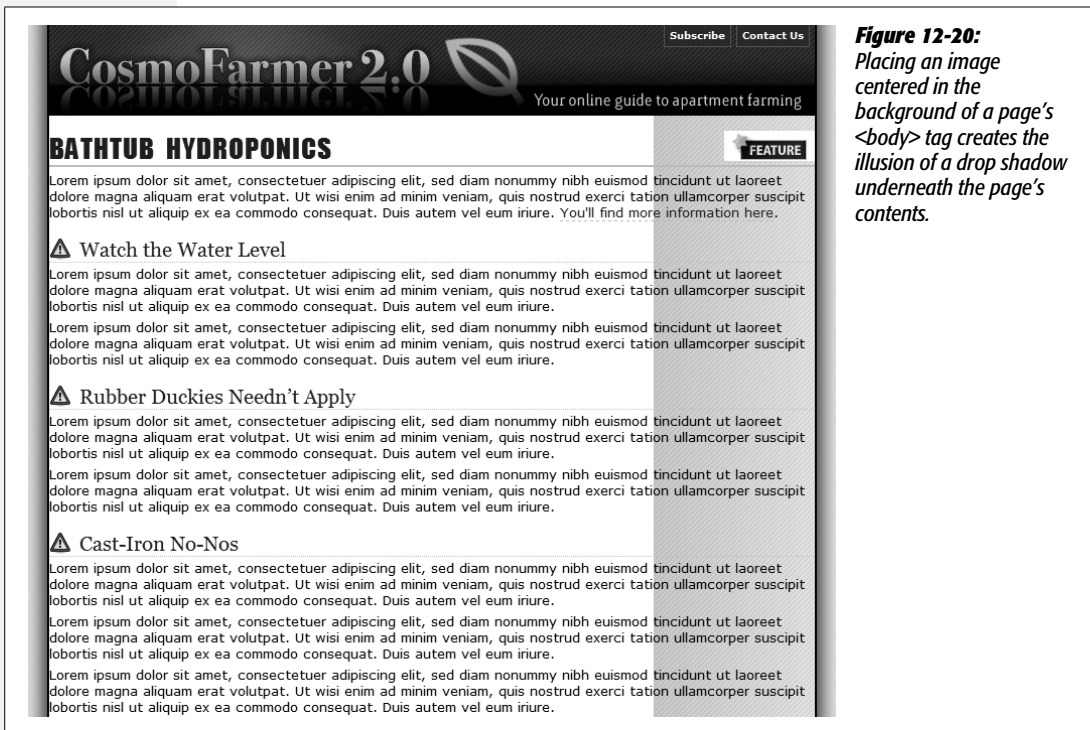 Subscribe
Contact Us
CosmoFarmer 2.0
Your online guide to apartment farming
BATHTUB HYDROPONICS
FEATURE
Lorem ipsum dolor sit amet, consectetuer adipiscing elit, sed diam nonummy nibh euismod tincidunt ut laoreet
dolore magna aliquam erat volutpat. Ut wisi enim ad minim veniam, quis nostrud exerci tation ullamcorper suscipit
lobortis nisl ut aliquip ex ea commodo consequat. Duis autem vel eum iriure. You'll find more information here.
Watch the Water Level
Lorem ipsum dolor sit amet, consectetuer adipiscing elit, sed diam nonummy nibh euismod tincidunt ut laoreet
dolore magna aliquam erat volutpat. Ut wisi enim ad minim veniam, quis nostrud exerci tation ullamcorper suscipit
lobortis nisl ut aliquip ex ea commodo consequat. Duis autem vel eum iriure.
Lorem ipsum dolor sit amet, consectetuer adipiscing elit, sed diam nonummy nibh euismod tincidunt ut laoreet
dolore magna aliquam erat volutpat. Ut wisi enim ad minim veniam, quis nostrud exerci tation ullamcorper suscipit
lobortis nisl ut aliquip ex ea commodo consequat. Duis autem vel eum iriure.
Rubber Duckies Needn’t Apply
Lorem ipsum dolor sit amet, consectetuer adipiscing elit, sed diam nonummy nibh euismod tincidunt ut laoreet
dolore magna aliquam erat volutpat. Ut wisi enim ad minim veniam, quis nostrud exerci tation ullamcorper suscipit
lobortis nisl ut aliquip ex ea commodo consequat. Duis autem vel eum iriure.
Lorem ipsum dolor sit amet, consectetuer adipiscing elit, sed diam nonummy nibh euismod tincidunt ut laoreet
dolore magna aliquam erat volutpat. Ut wisi enim ad minim veniam, quis nostrud exerci tation ullamcorper suscipit
lobortis nisl ut aliquip ex ea commodo consequat. Duis autem vel eum iriure.
Cast-Iron No-Nos
Lorem ipsum dolor sit amet, consectetuer adipiscing elit, sed diam nonummy nibh euismod tincidunt ut laoreet
dolore magna aliquam erat volutpat. Ut wisi enim ad minim veniam, quis nostrud exerci tation ullamcorper suscipit
lobortis nisl ut aliquip ex ea commodo consequat. Duis autem vel eum iriure.
Lorem ipsum dolor sit amet, consectetuer adipiscing elit, sed diam nonummy nibh euismod tincidunt ut laoreet
dolore magna aliquam erat volutpat. Ut wisi enim ad minim veniam, quis nostrud exerci tation ullamcorper suscipit
lobortis nisl ut aliquip ex ea commodo consequat. Duis autem vel eum iriure.
Lorem ipsum dolor sit amet, consectetuer adipiscing elit, sed diam nonummy nibh euismod tincidunt ut laoreet
dolore magna aliquam erat volutpat. Ut wisi enim ad minim veniam, quis nostrud exerci tation ullamcorper suscipit
lobortis nisl ut aliquip ex ea commodo consequat. Duis autem vel eum iriure.
Figure 12-20:
Placing an image
centered in the
background of a page’s
<body> tag creates the
illusion of a drop shadow
underneath the page’s
contents.